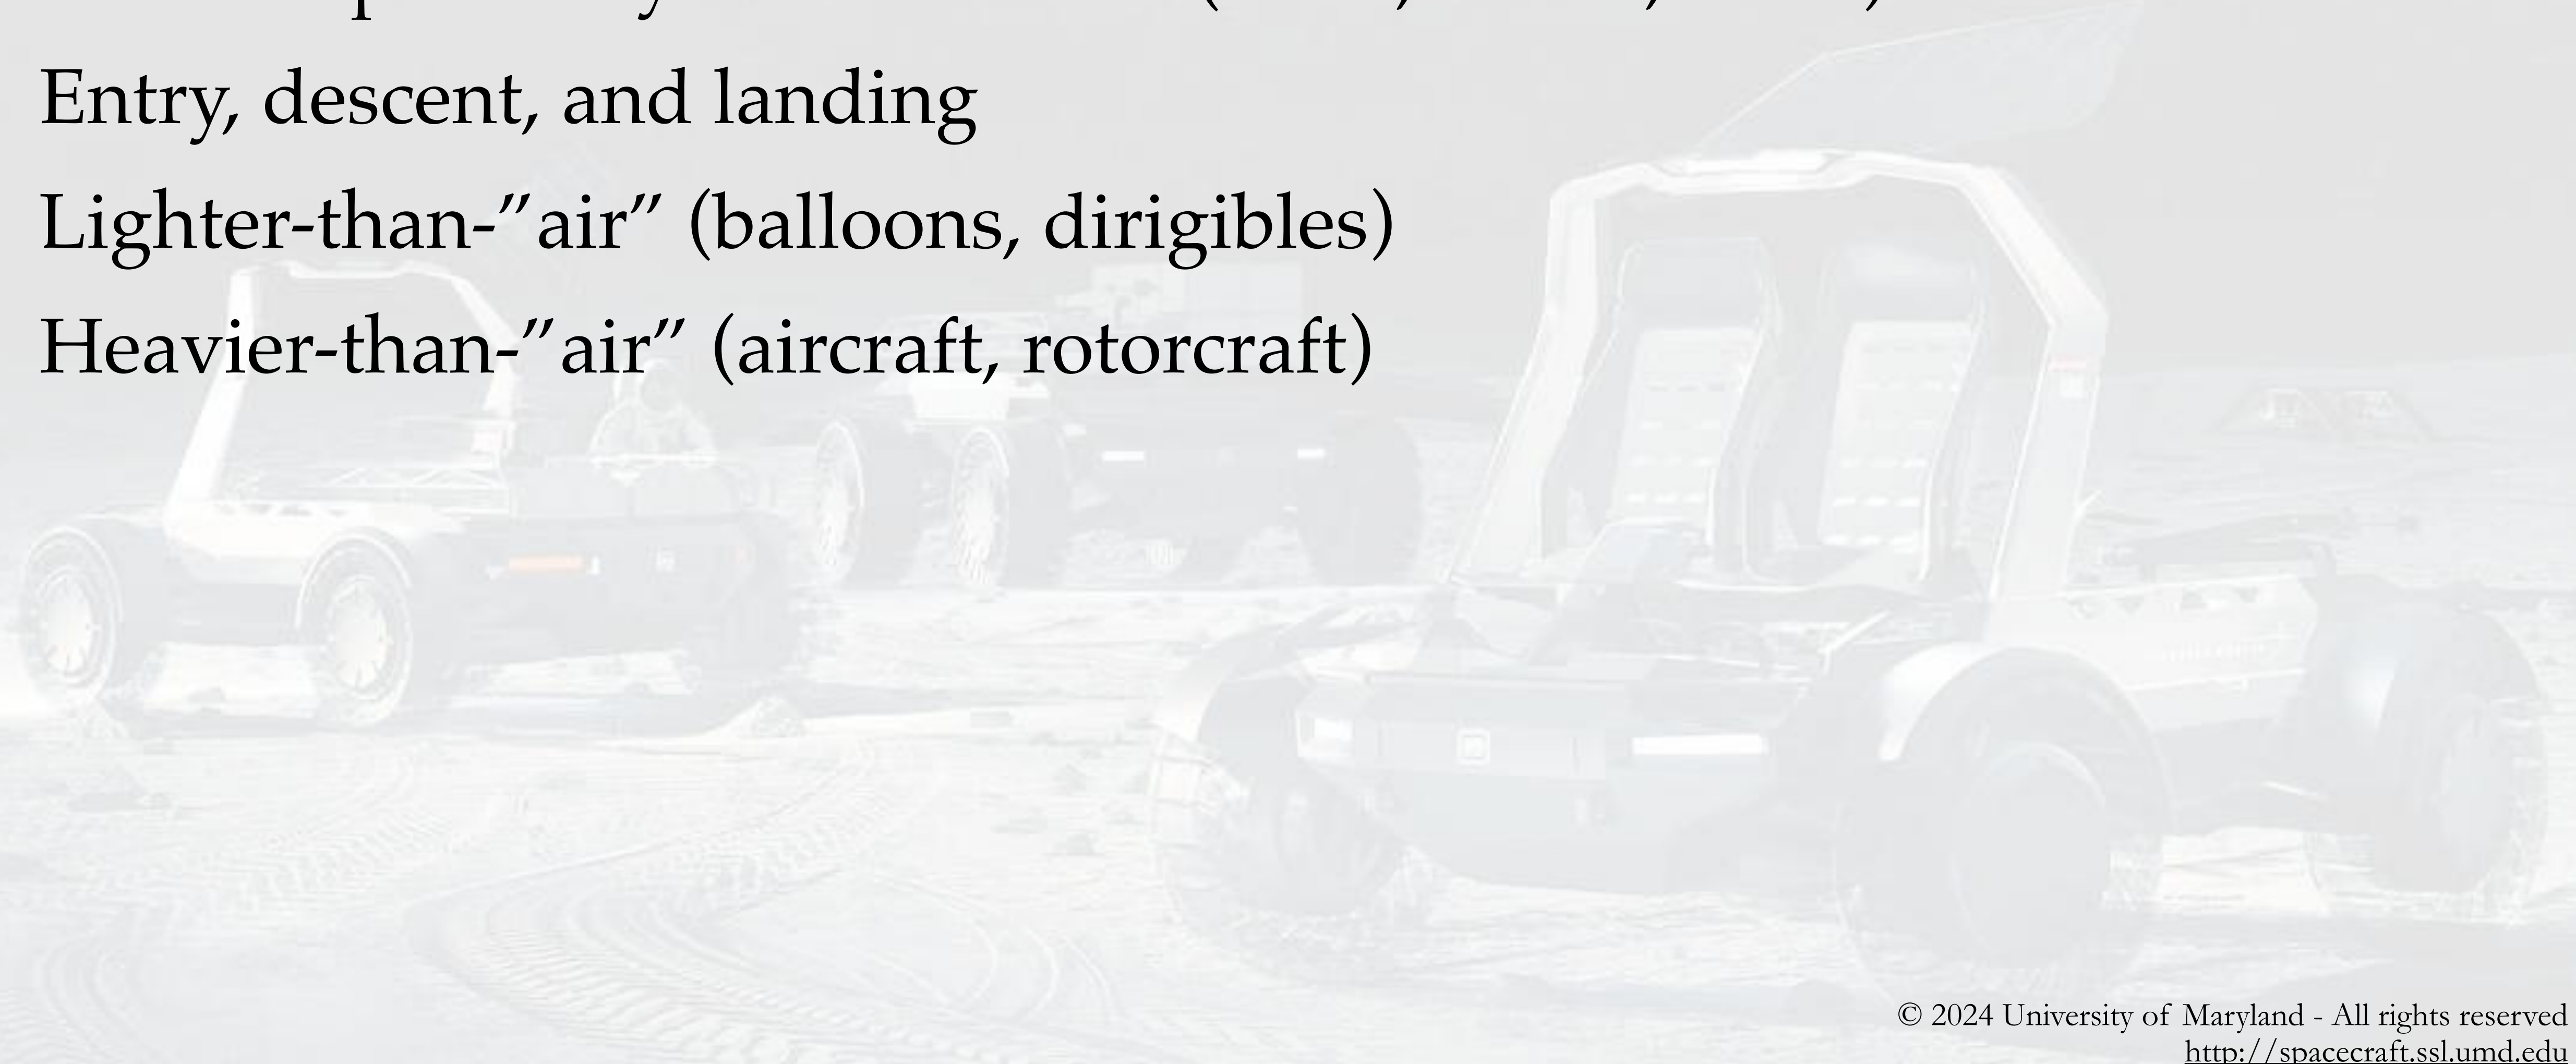 Entry, descent, and landing
Lighter-than-”air” (balloons, dirigibles)
Heavier-than-”air” (aircraft, rotorcraft)
© 2024 University of Maryland - All rights reserved
http://spacecraft.ssl.umd.edu